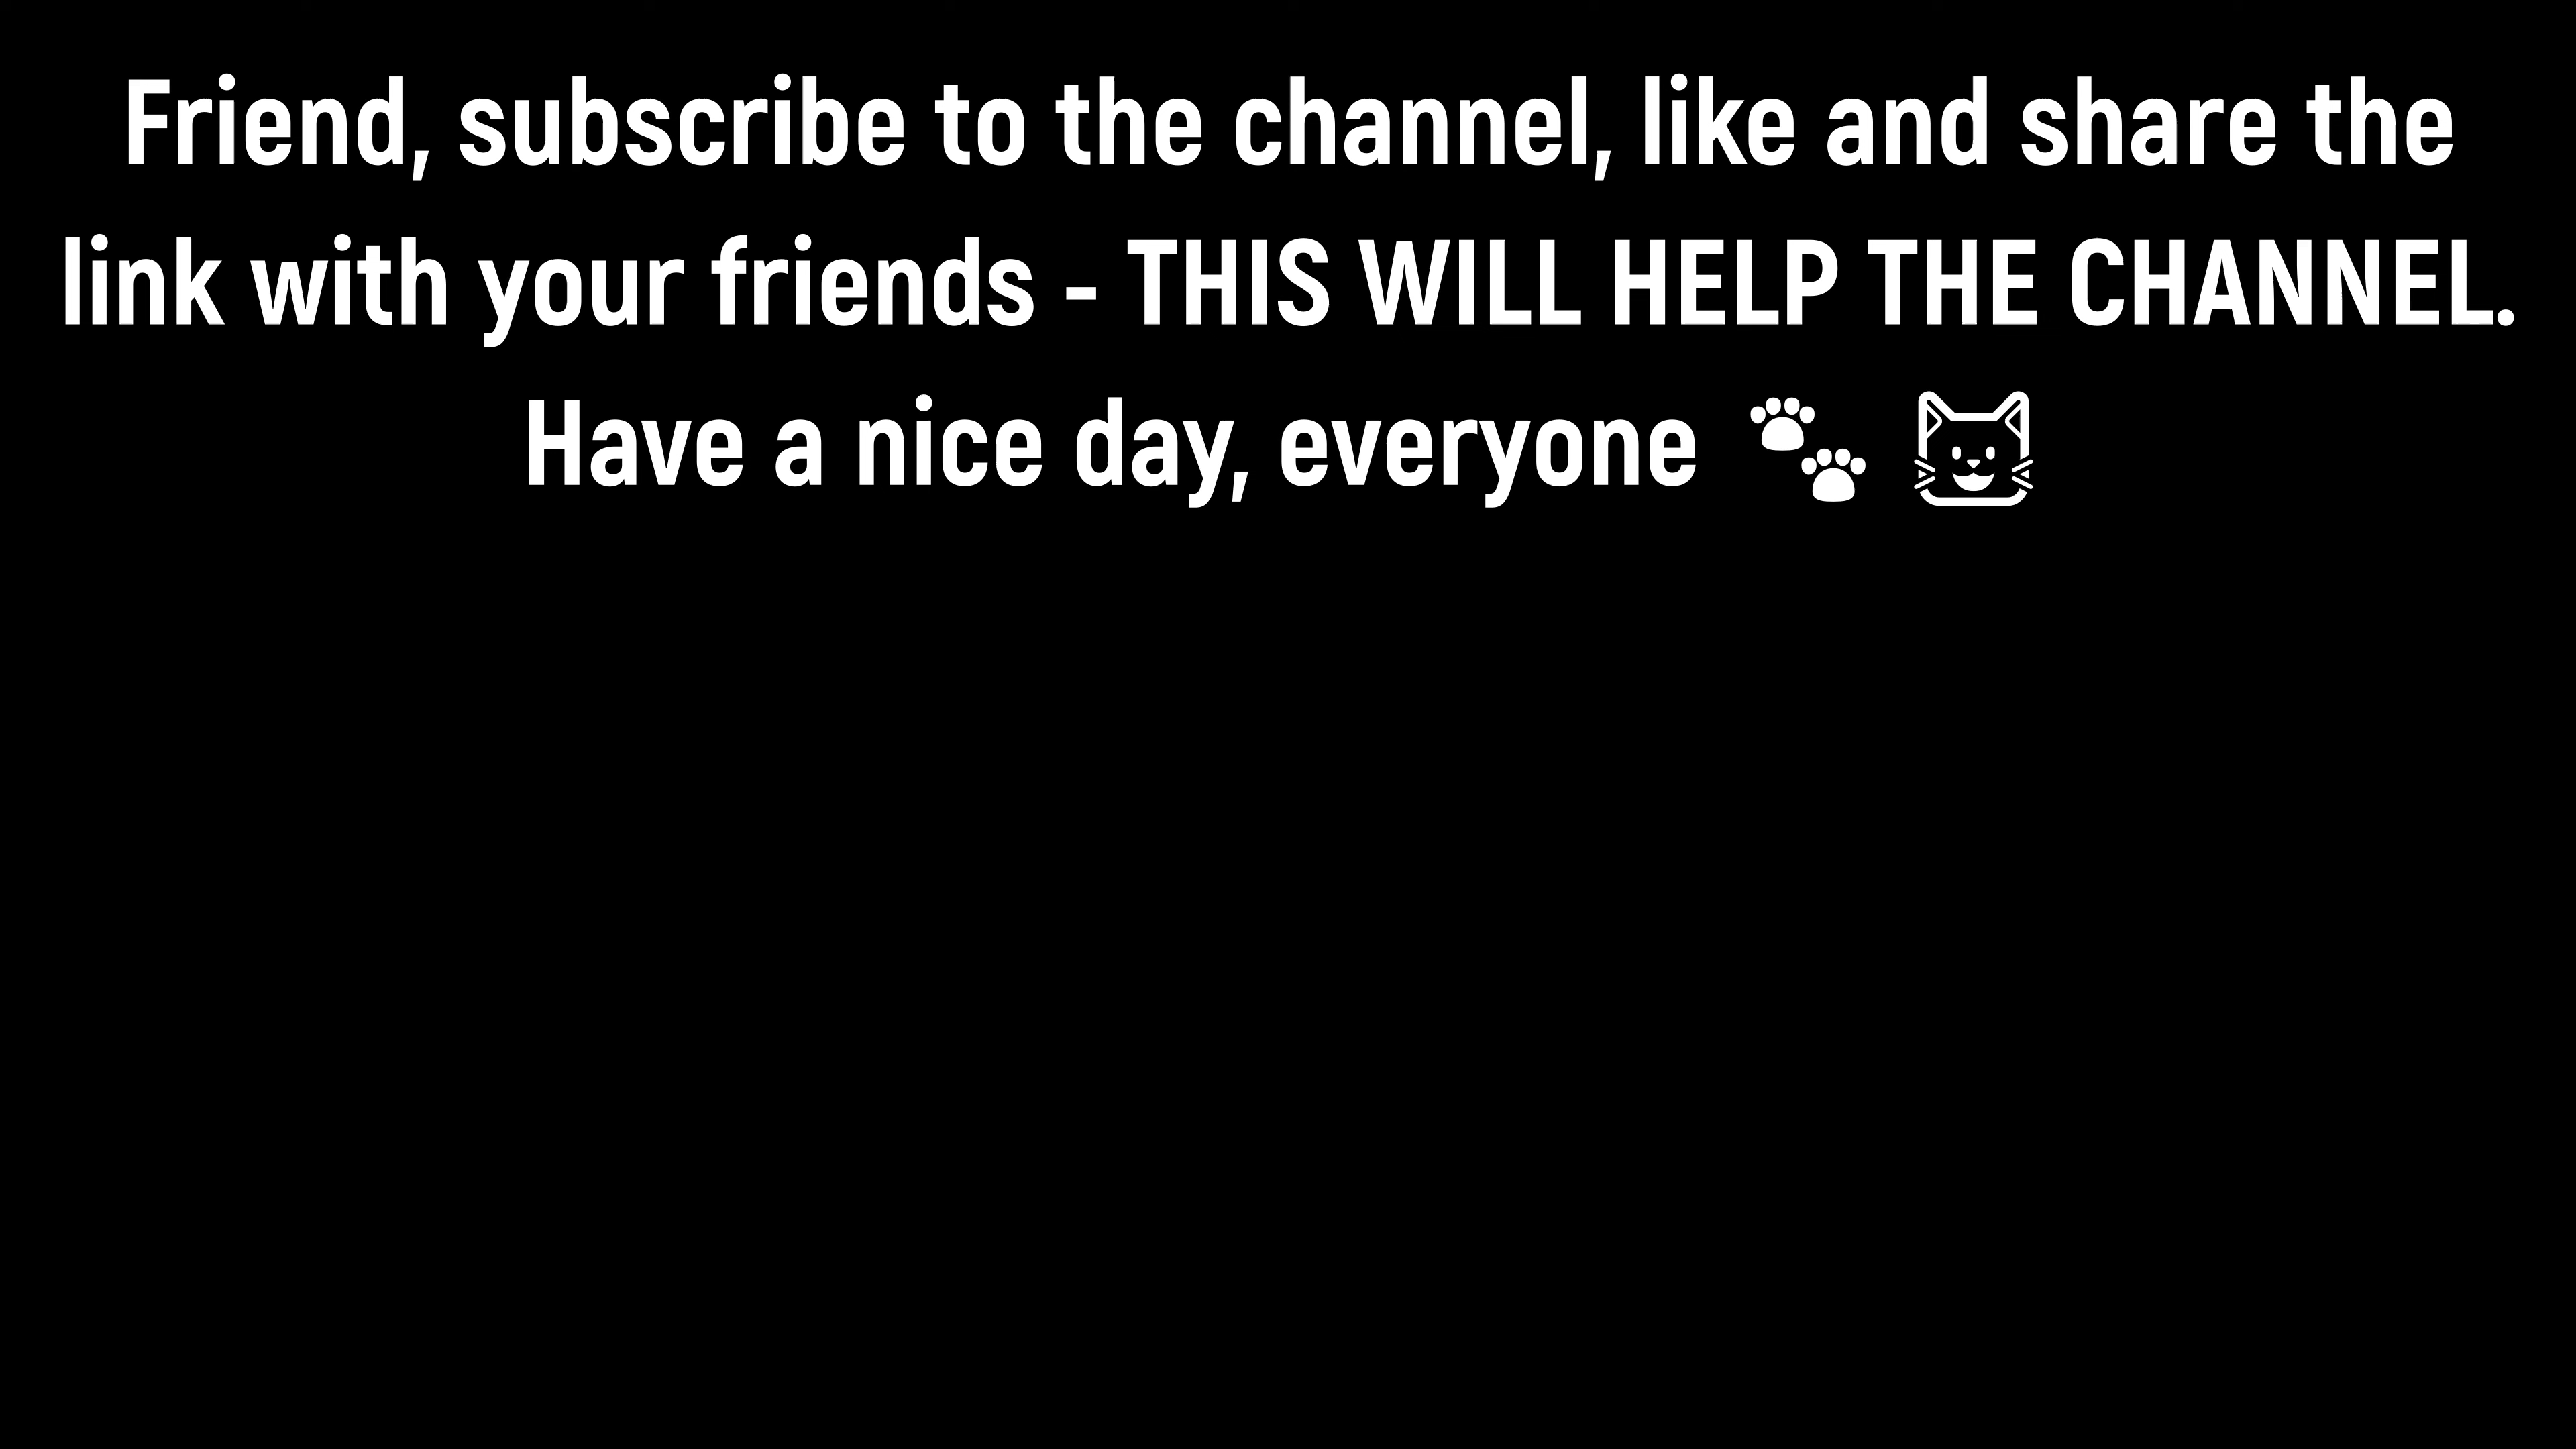 Friend, subscribe to the channel, like and share the
link with your friends - THIS WILL HELP THE CHANNEL.
Have a nice day, everyone 🐾 🐱